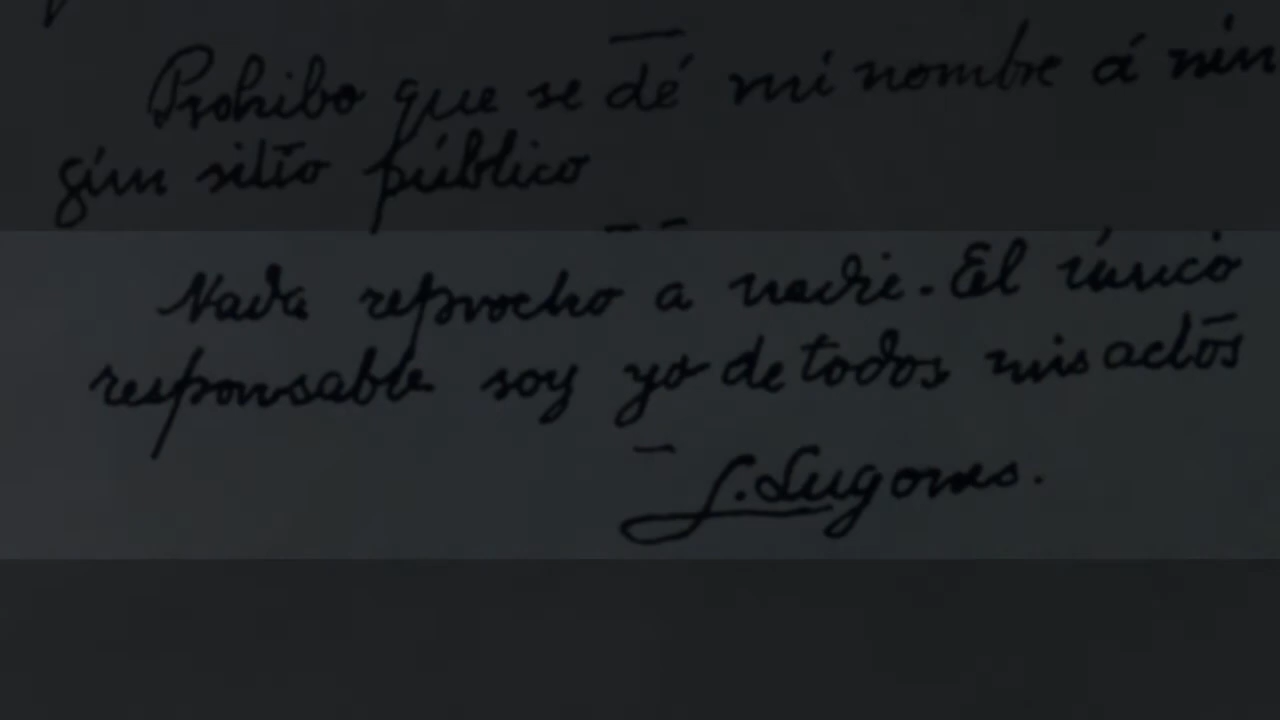 Prohibo que se dé mi nombre á nin
gún sitio público
Nada reprocho a nadie. El único
responsable soy yo de todos mis actos
L. Lugones.